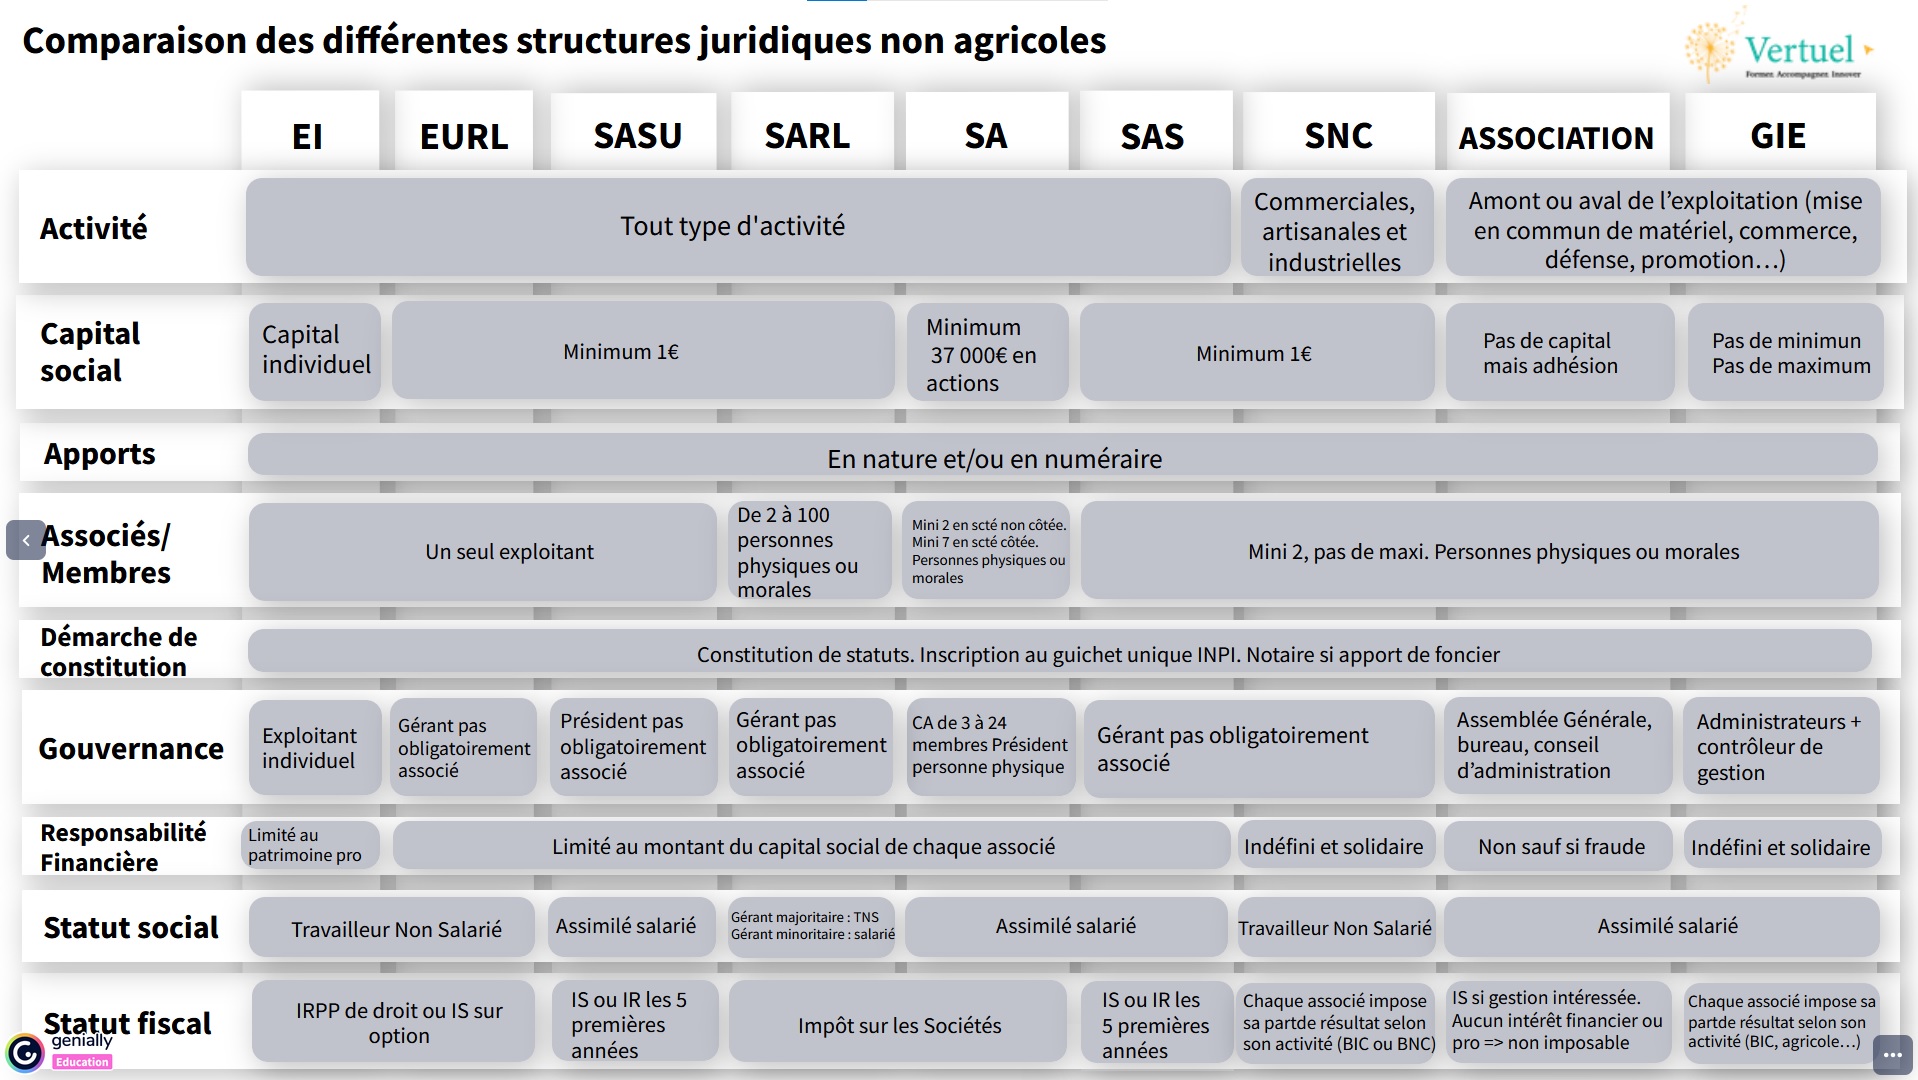 Comparaison des différentes structures juridiques non agricoles
Vertuel
Former. Accompagner. Innover
EI
EURL
SASU
SARL
SA
SAS
SNC
ASSOCIATION
GIE
Activité
Tout type d'activité
Commerciales,
artisanales et
industrielles
Amont ou aval de l’exploitation (mise
en commun de matériel, commerce,
défense, promotion…)
Capital
social
Capital
individuel
Minimum 1€
Minimum
37 000€ en
actions
Minimum 1€
Pas de capital
mais adhésion
Pas de minimun
Pas de maximum
Apports
En nature et/ou en numéraire
Associés/
Membres
Un seul exploitant
De 2 à 100
personnes
physiques ou
morales
Mini 2 en scté non côtée.
Mini 7 en scté côtée.
Personnes physiques ou
morales
Mini 2, pas de maxi. Personnes physiques ou morales
Démarche de
constitution
Constitution de statuts. Inscription au guichet unique INPI. Notaire si apport de foncier
Gouvernance
Exploitant
individuel
Gérant pas
obligatoirement
associé
Président pas
obligatoirement
associé
Gérant pas
obligatoirement
associé
CA de 3 à 24
membres Président
personne physique
Gérant pas obligatoirement
associé
Assemblée Générale,
bureau, conseil
d’administration
Administrateurs +
contrôleur de
gestion
Responsabilité
Financière
Limité au
patrimoine pro
Limité au montant du capital social de chaque associé
Indéfini et solidaire
Non sauf si fraude
Indéfini et solidaire
Statut social
Travailleur Non Salarié
Assimilé salarié
Gérant majoritaire : TNS
Gérant minoritaire : salarié
Assimilé salarié
Travailleur Non Salarié
Assimilé salarié
Statut fiscal
IRPP de droit ou IS sur
option
IS ou IR les 5
premières
années
Impôt sur les Sociétés
IS ou IR les
5 premières
années
Chaque associé impose
sa partde résultat selon
son activité (BIC ou BNC)
IS si gestion intéressée.
Aucun intérêt financier ou
pro => non imposable
Chaque associé impose sa
partde résultat selon son
activité (BIC, agricole…)
genially
Education